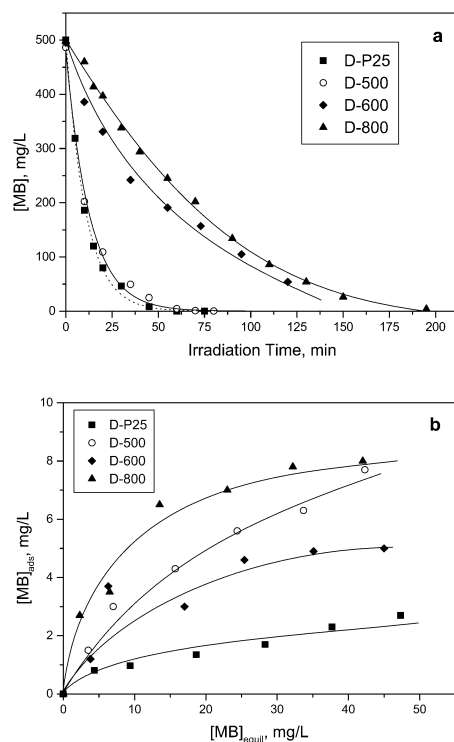 a
D-P25
D-500
D-600
D-800
500
400
300
200
100
0
[MB], mg/L
0 25 50 75 100 125 150 175 200
Irradiation Time, min
b
D-P25
D-500
D-600
D-800
10
8
6
4
2
0
[MB]ads, mg/L
0 10 20 30 40 50
[MB]equil, mg/L